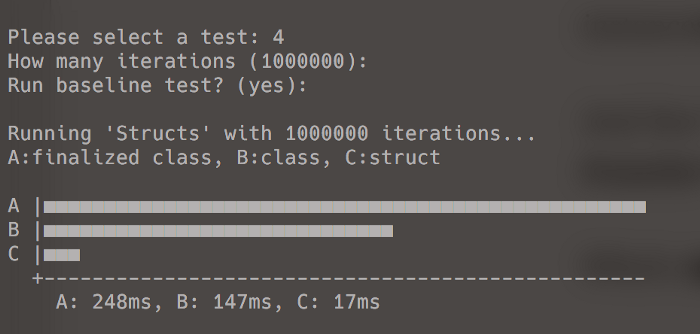 Please select a test: 4
How many iterations (1000000):
Run baseline test? (yes):
Running 'Structs' with 1000000 iterations...
A:finalized class, B:class, C:struct
A |
B |
C |
+--------------------------------------------------
A: 248ms, B: 147ms, C: 17ms